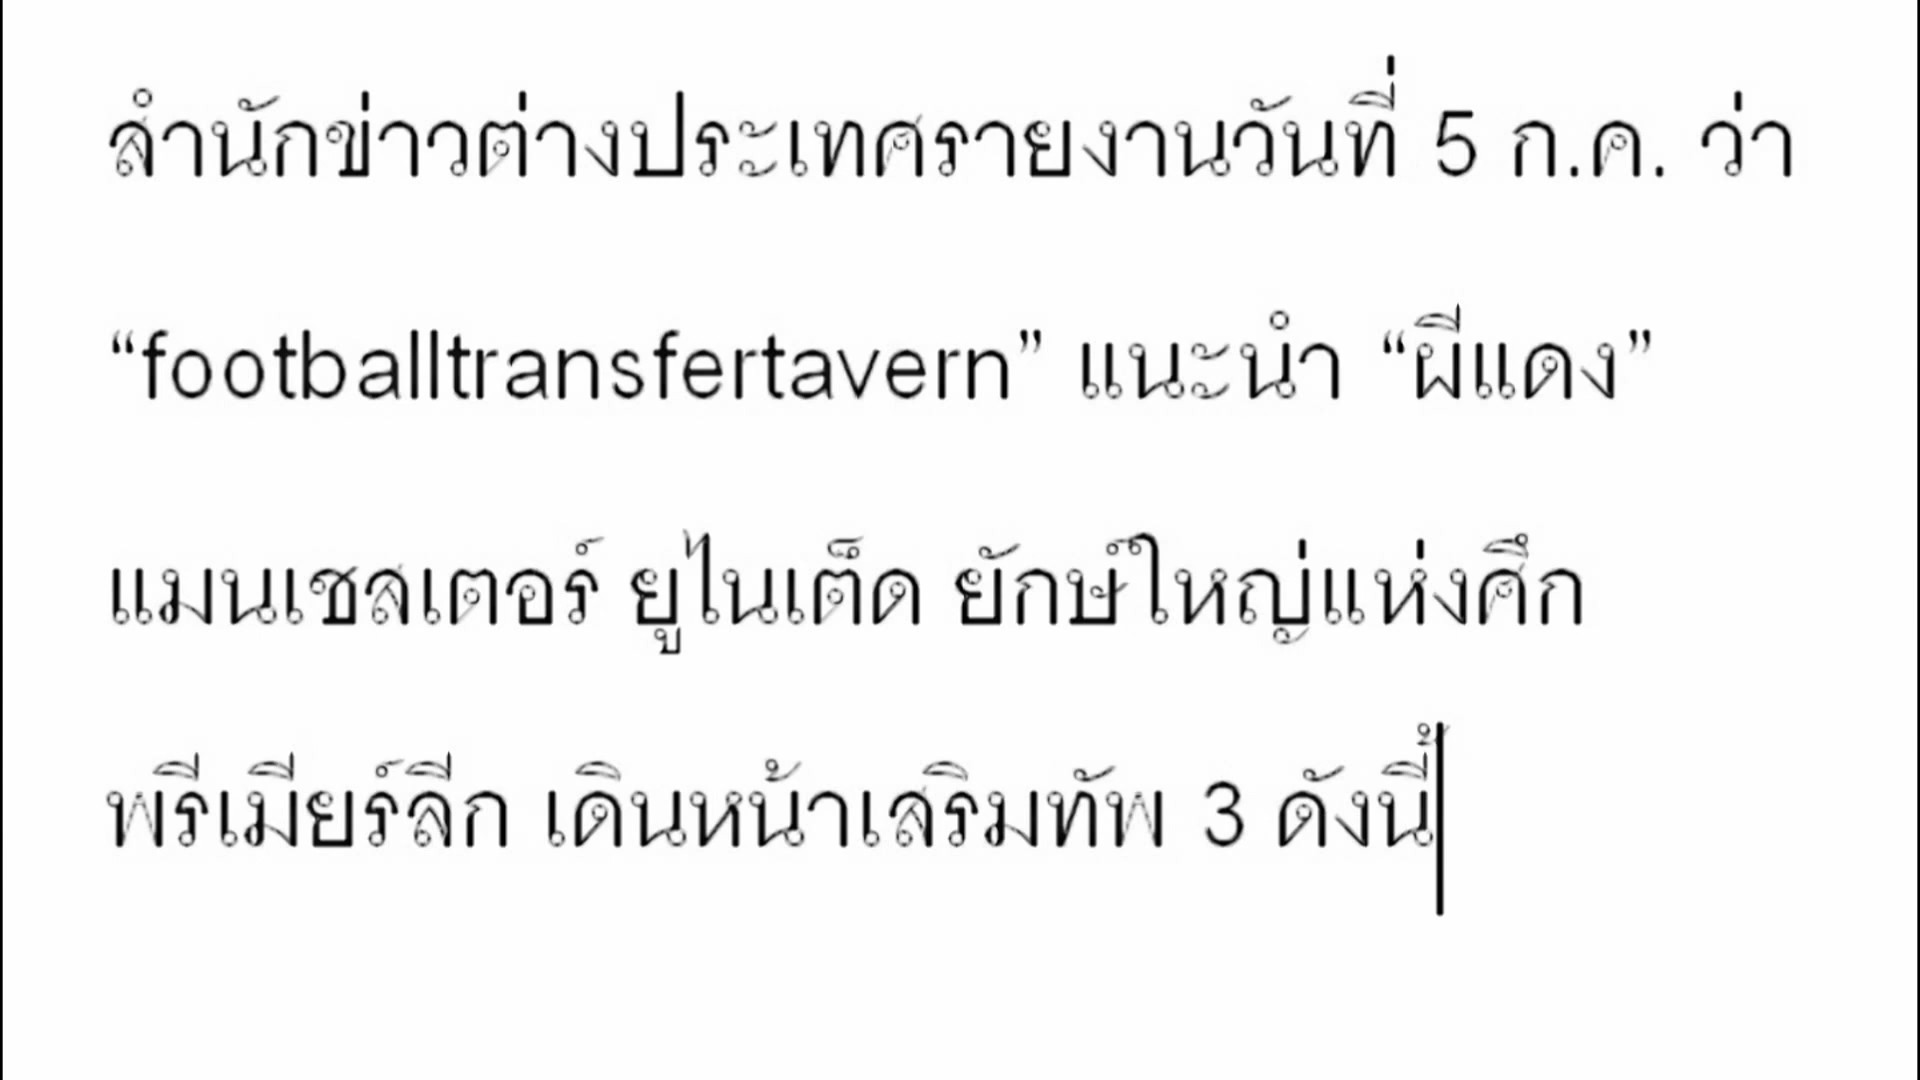 สำนักข่าวต่างประเทศรายงานวันที่ 5 ก.ค. ว่า
“footballtransfertavern” แนะนำ “ผีแดง”
แมนเชสเตอร์ ยูไนเต็ด ยักษ์ใหญ่แห่งศึก
พรีเมียร์ลีก เดินหน้าเสริมทัพ 3 ดังนี้